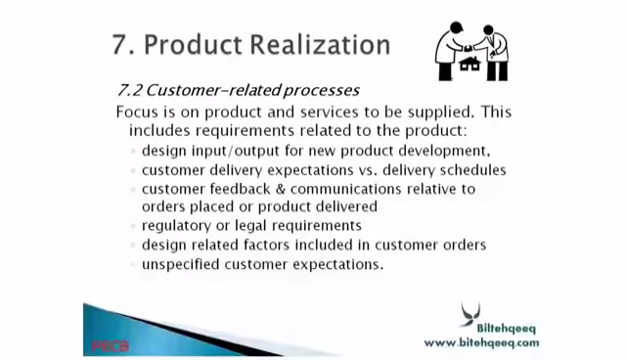 7. Product Realization
7.2 Customer-related processes
Focus is on product and services to be supplied. This
includes requirements related to the product:
design input/output for new product development,
customer delivery expectations vs. delivery schedules
customer feedback & communications relative to
orders placed or product delivered
regulatory or legal requirements
design related factors included in customer orders
unspecified customer expectations.
PECB
Biltehqeeq
www.bitehqeeq.com